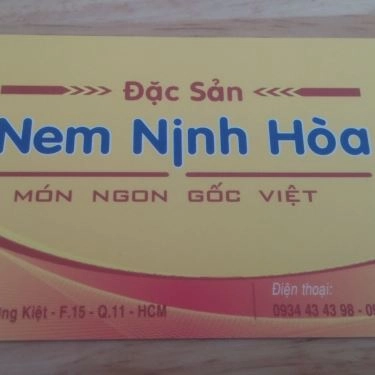 Đặc Sản
Nem Nịnh Hòa
MÓN NGON GỐC VIỆT
Kiệt - F.15 - Q.11 - HCM
Điện thoại:
0934 43 43 98 -